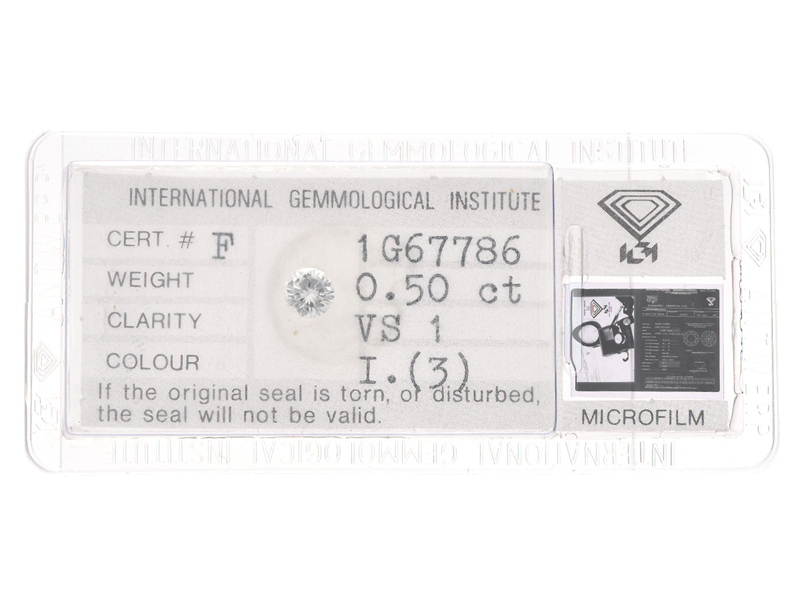 INTERNATIONAL GEMMOLOGICAL INSTITUTE
INTERNATIONAL GEMMOLOGICAL INSTITUTE
CERT. # F 1G67786
WEIGHT 0.50 ct
CLARITY VS 1
COLOUR I.(3)
If the original seal is torn, or disturbed,
the seal will not be valid.
IGI
MICROFILM
INTERNATIONAL GEMMOLOGICAL INSTITUTE